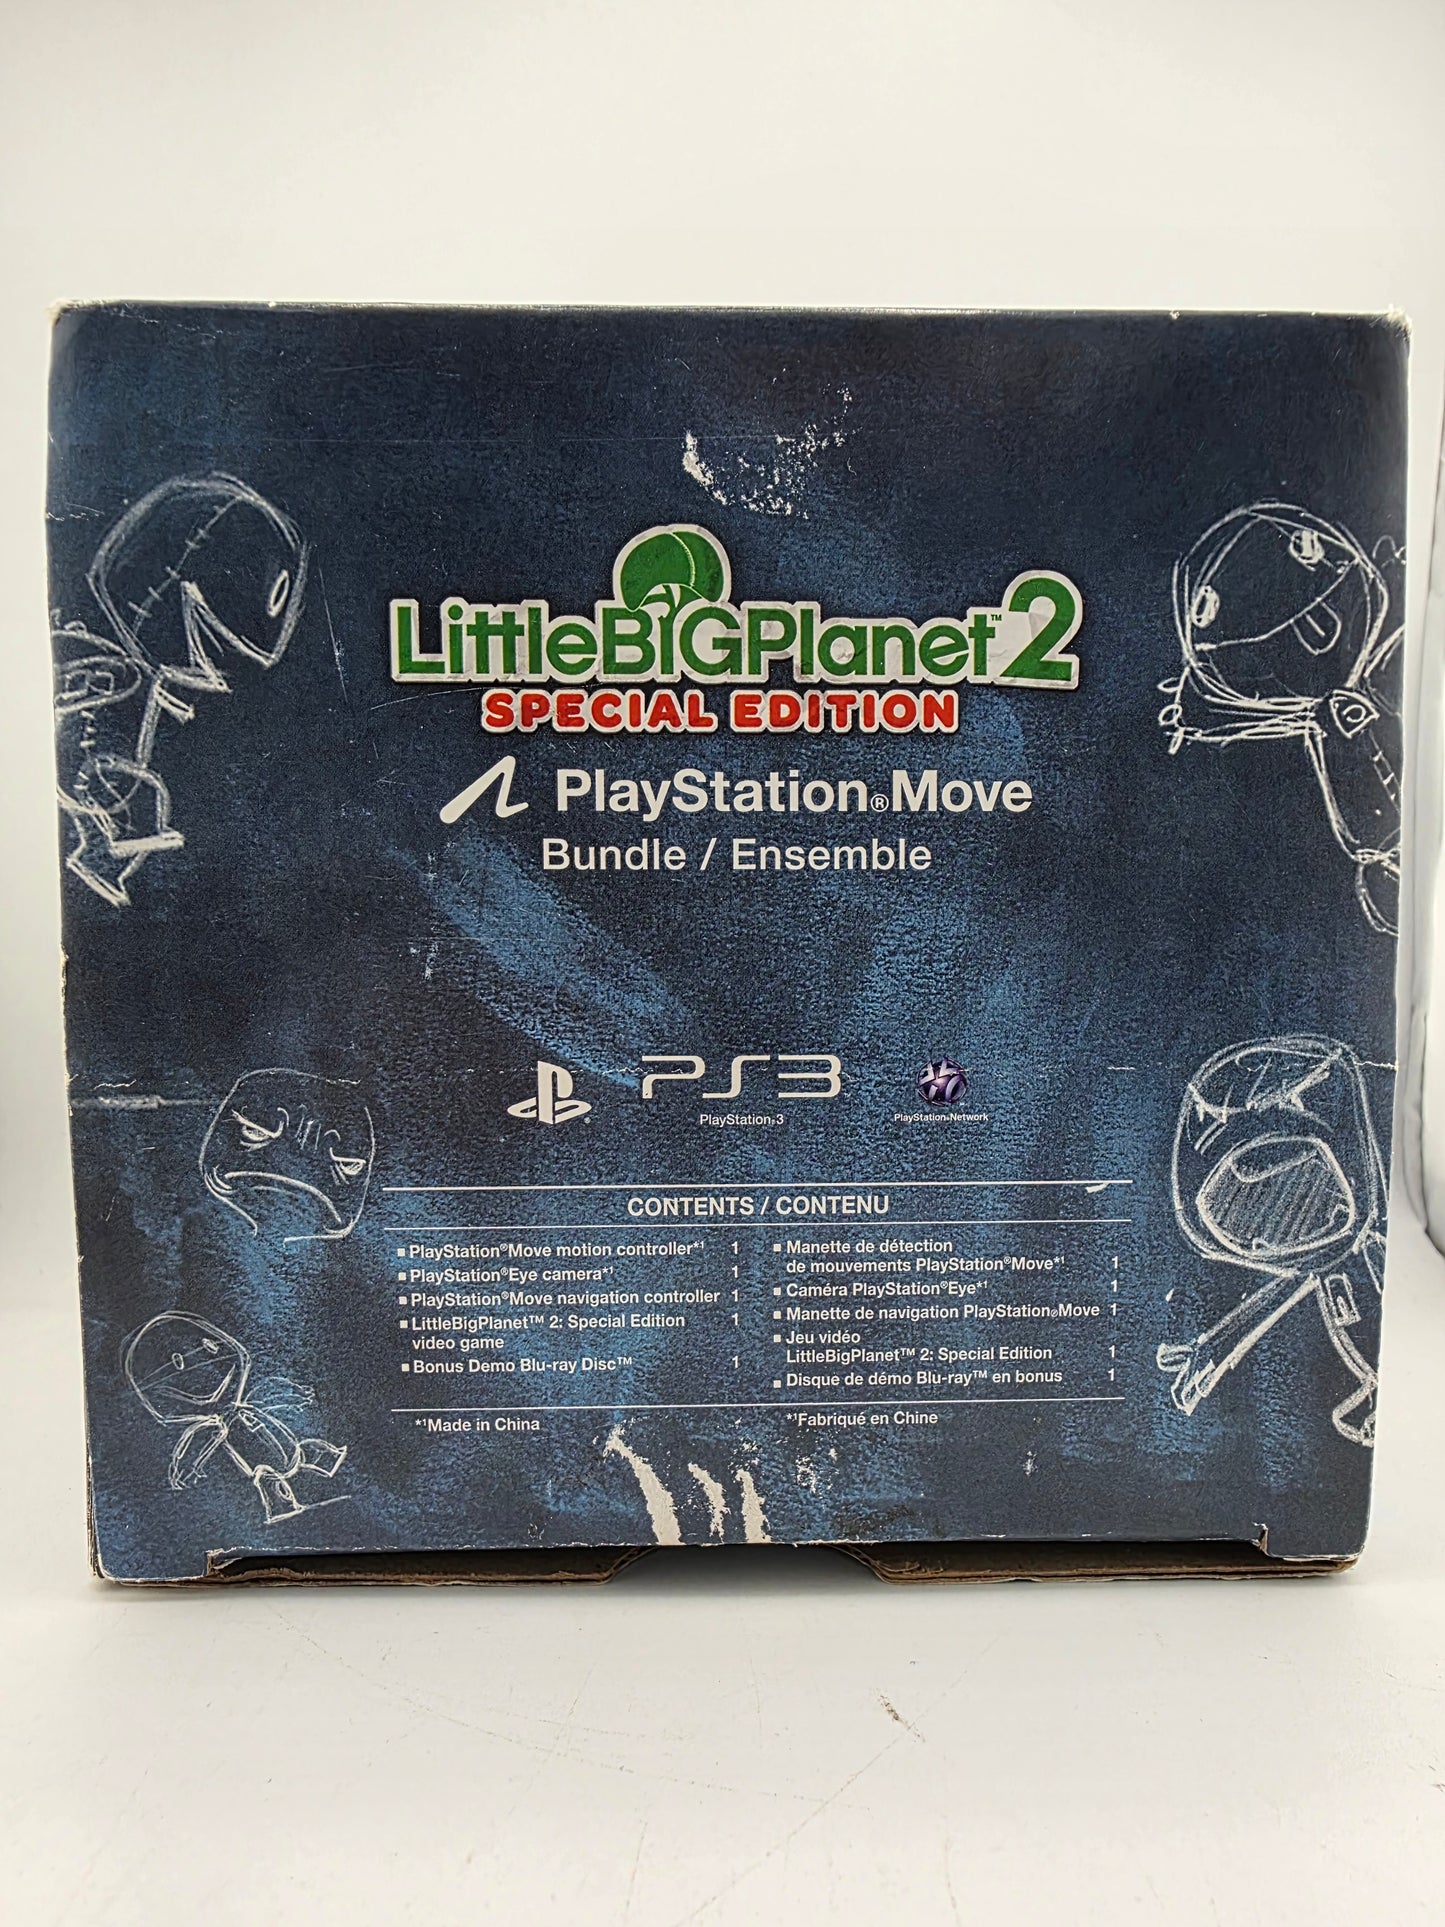 LittleBIGPlanet™2
SPECIAL EDITION
PlayStation®Move
Bundle / Ensemble
PS3
PlayStation®3
PlayStation®Network
CONTENTS / CONTENU
▪ PlayStation®Move motion controller*¹ 1
▪ PlayStation®Eye camera*¹ 1
▪ PlayStation®Move navigation controller 1
▪ LittleBigPlanet™ 2: Special Edition 1
video game
▪ Bonus Demo Blu-ray Disc™ 1
*¹Made in China
▪ Manette de détection
de mouvements PlayStation®Move*¹ 1
▪ Caméra PlayStation®Eye*¹ 1
▪ Manette de navigation PlayStation®Move 1
▪ Jeu vidéo
LittleBigPlanet™ 2: Special Edition 1
▪ Disque de démo Blu-ray™ en bonus 1
*¹Fabriqué en Chine